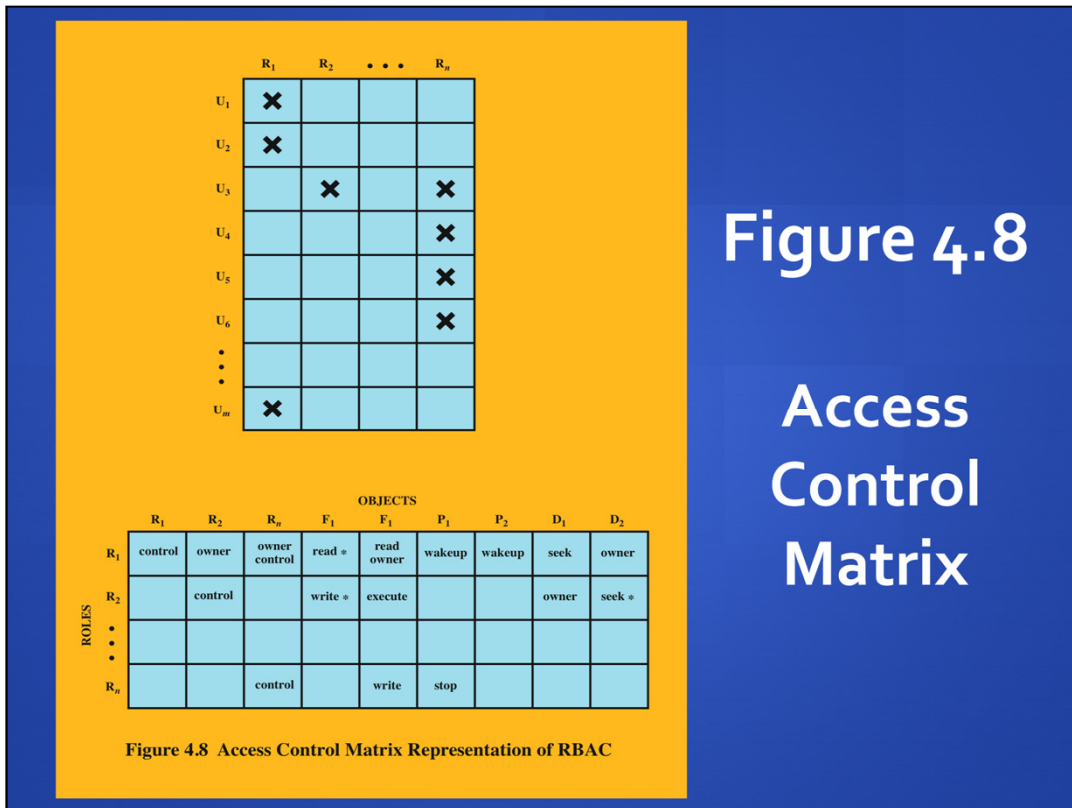 R1 R2 • • • Rn
U1 ✖
U2 ✖
U3 ✖ ✖
U4 ✖
U5 ✖
U6 ✖
•
•
•
Um ✖
OBJECTS
R1 R2 Rn F1 F1 P1 P2 D1 D2
R1 control owner owner control read * read owner wakeup wakeup seek owner
R2 control write * execute owner seek *
ROLES
•
•
•
Rn control write stop
Figure 4.8 Access Control Matrix Representation of RBAC
Figure 4.8
Access
Control
Matrix